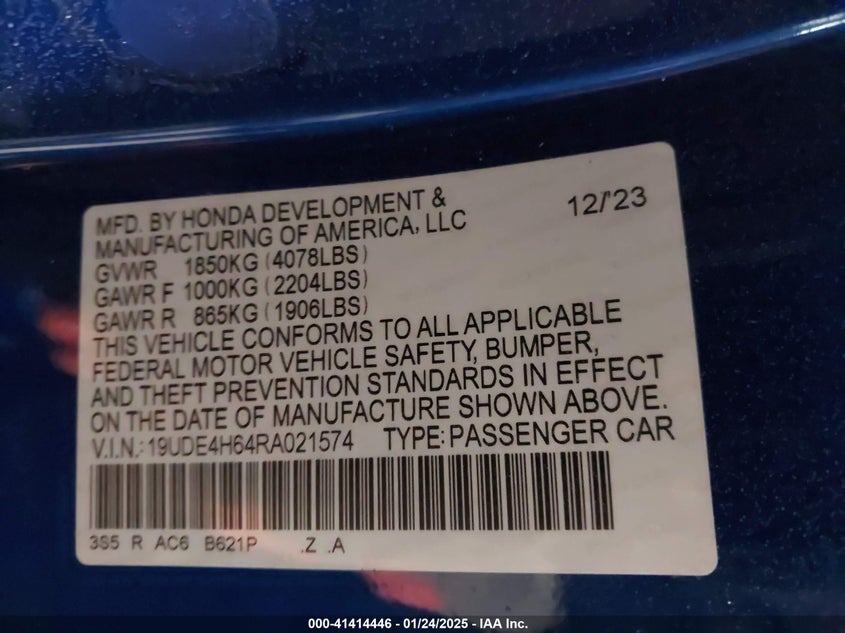 MFD. BY HONDA DEVELOPMENT & 12/'23
MANUFACTURING OF AMERICA, LLC
GVWR 1850KG (4078LBS)
GAWR F 1000KG (2204LBS)
GAWR R 865KG (1906LBS)
THIS VEHICLE CONFORMS TO ALL APPLICABLE
FEDERAL MOTOR VEHICLE SAFETY, BUMPER,
AND THEFT PREVENTION STANDARDS IN EFFECT
ON THE DATE OF MANUFACTURE SHOWN ABOVE.
V.I.N.: 19UDE4H64RA021574 TYPE: PASSENGER CAR
3S5 R AC6 B621P .Z .A
000-41414446 - 01/24/2025 - IAA Inc.